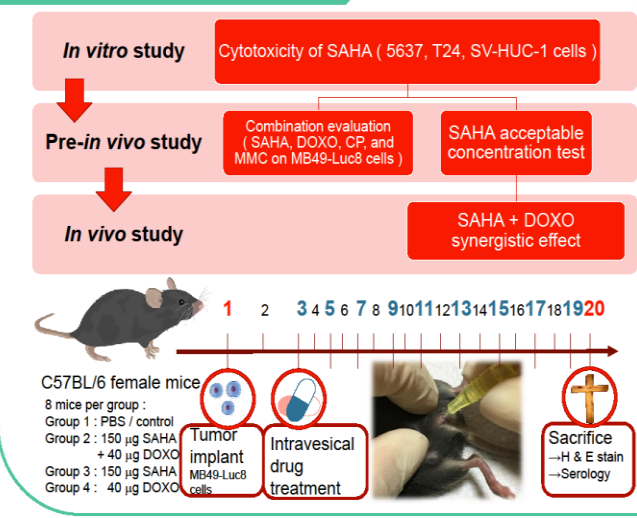 In vitro study
Cytotoxicity of SAHA ( 5637, T24, SV-HUC-1 cells )
Pre-in vivo study
Combination evaluation
( SAHA, DOXO, CP, and
MMC on MB49-Luc8 cells )
SAHA acceptable
concentration test
In vivo study
SAHA + DOXO
synergistic effect
1 2 3 4 5 6 7 8 9 10 11 12 13 14 15 16 17 18 19 20
C57BL/6 female mice
8 mice per group :
Group 1 : PBS / control
Group 2 : 150 μg SAHA
+ 40 μg DOXO
Group 3 : 150 μg SAHA
Group 4 : 40 μg DOXO
Tumor
implant
MB49-Luc8
cells
Intravesical
drug
treatment
Sacrifice
→H & E stain
→Serology